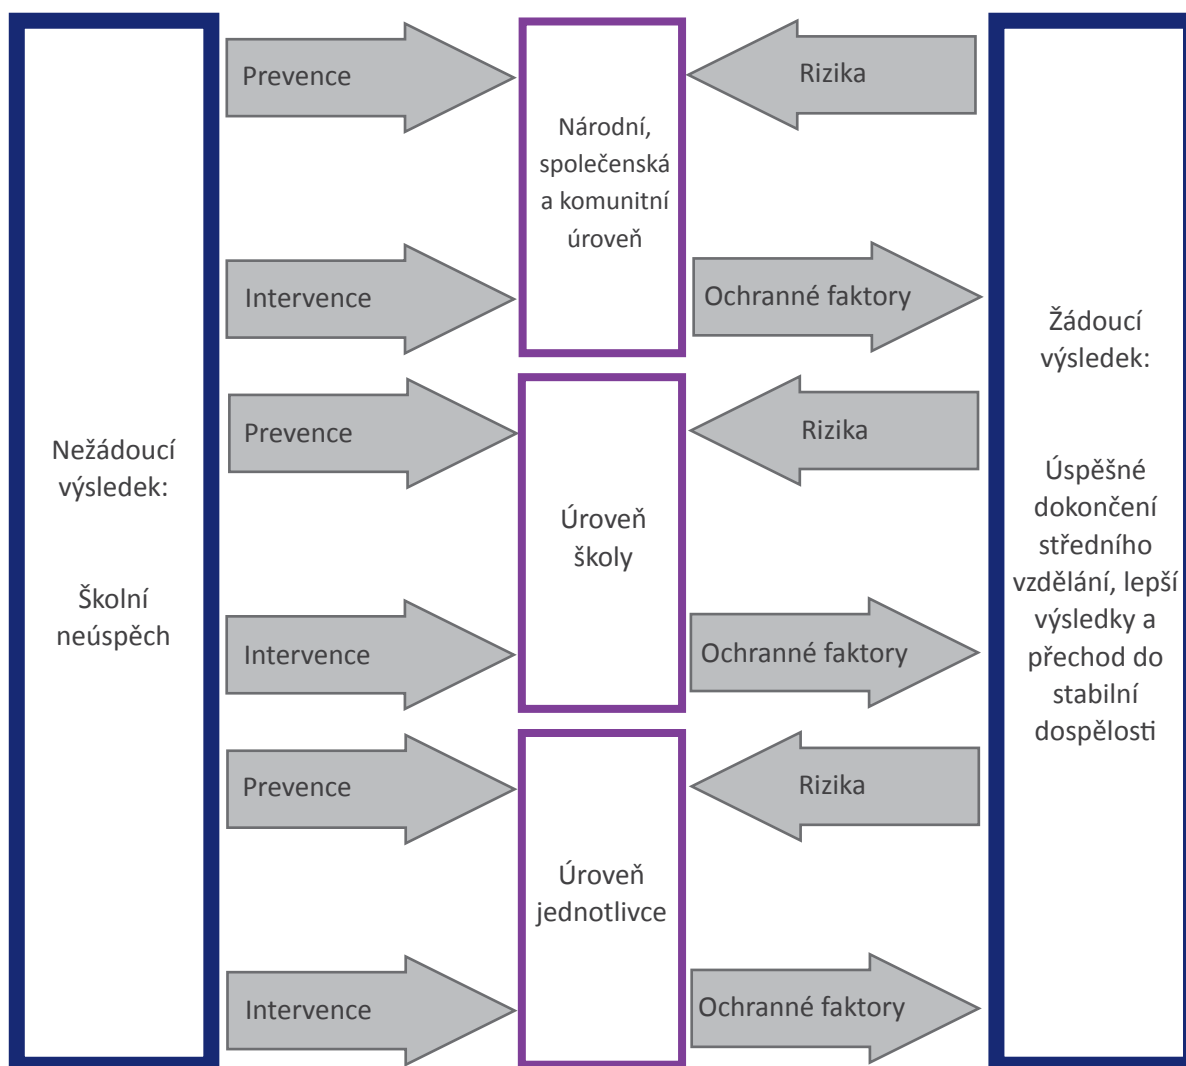 Nežádoucí
výsledek:
Školní
neúspěch
Prevence
Rizika
Národní,
společenská
a komunitní
úroveň
Intervence
Ochranné faktory
Prevence
Rizika
Úroveň
školy
Intervence
Ochranné faktory
Prevence
Rizika
Úroveň
jednotlivce
Intervence
Ochranné faktory
Žádoucí
výsledek:
Úspěšné
dokončení
středního
vzdělání, lepší
výsledky a
přechod do
stabilní
dospělosti